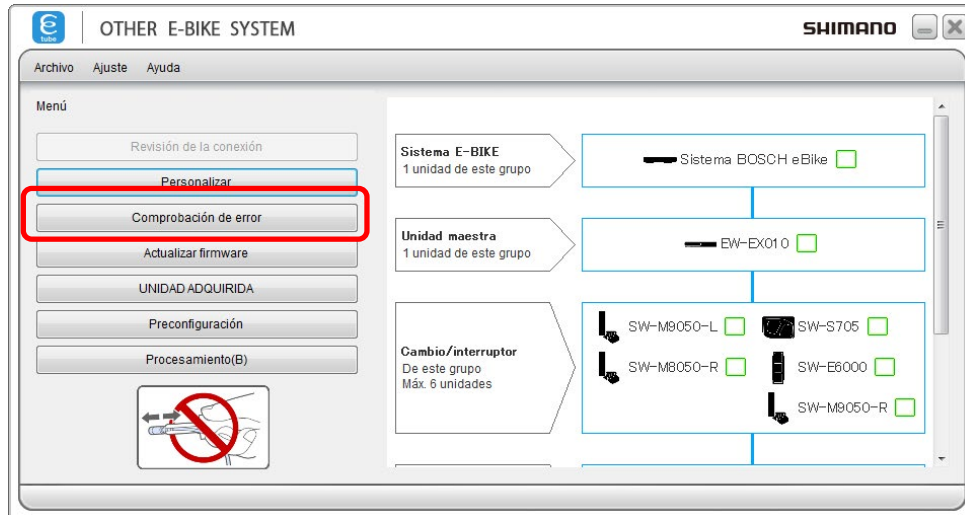 e
tube
OTHER E-BIKE SYSTEM
SHIMANO
Archivo Ajuste Ayuda
Menú
Revisión de la conexión
Personalizar
Comprobación de error
Actualizar firmware
UNIDAD ADQUIRIDA
Preconfiguración
Procesamiento(B)
Sistema E-BIKE
1 unidad de este grupo
Sistema BOSCH eBike
Unidad maestra
1 unidad de este grupo
EW-EX010
Cambio/interruptor
De este grupo
Máx. 6 unidades
SW-M9050-L SW-S705
SW-M8050-R SW-E6000
SW-M9050-R